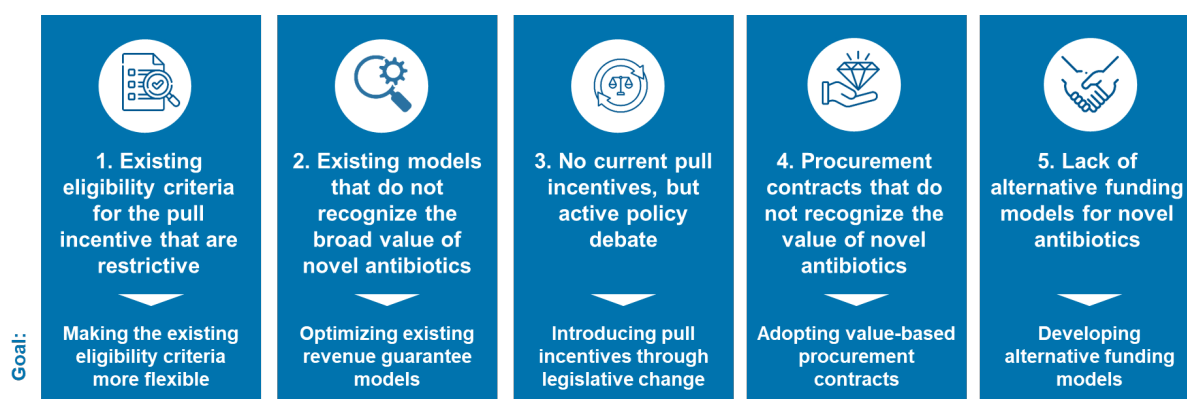 1. Existing
eligibility criteria
for the pull
incentive that are
restrictive
2. Existing models
that do not
recognize the
broad value of
novel antibiotics
3. No current pull
incentives, but
active policy
debate
4. Procurement
contracts that do
not recognize the
value of novel
antibiotics
5. Lack of
alternative funding
models for novel
antibiotics
Goal:
Making the existing
eligibility criteria
more flexible
Optimizing existing
revenue guarantee
models
Introducing pull
incentives through
legislative change
Adopting value-based
procurement
contracts
Developing
alternative funding
models